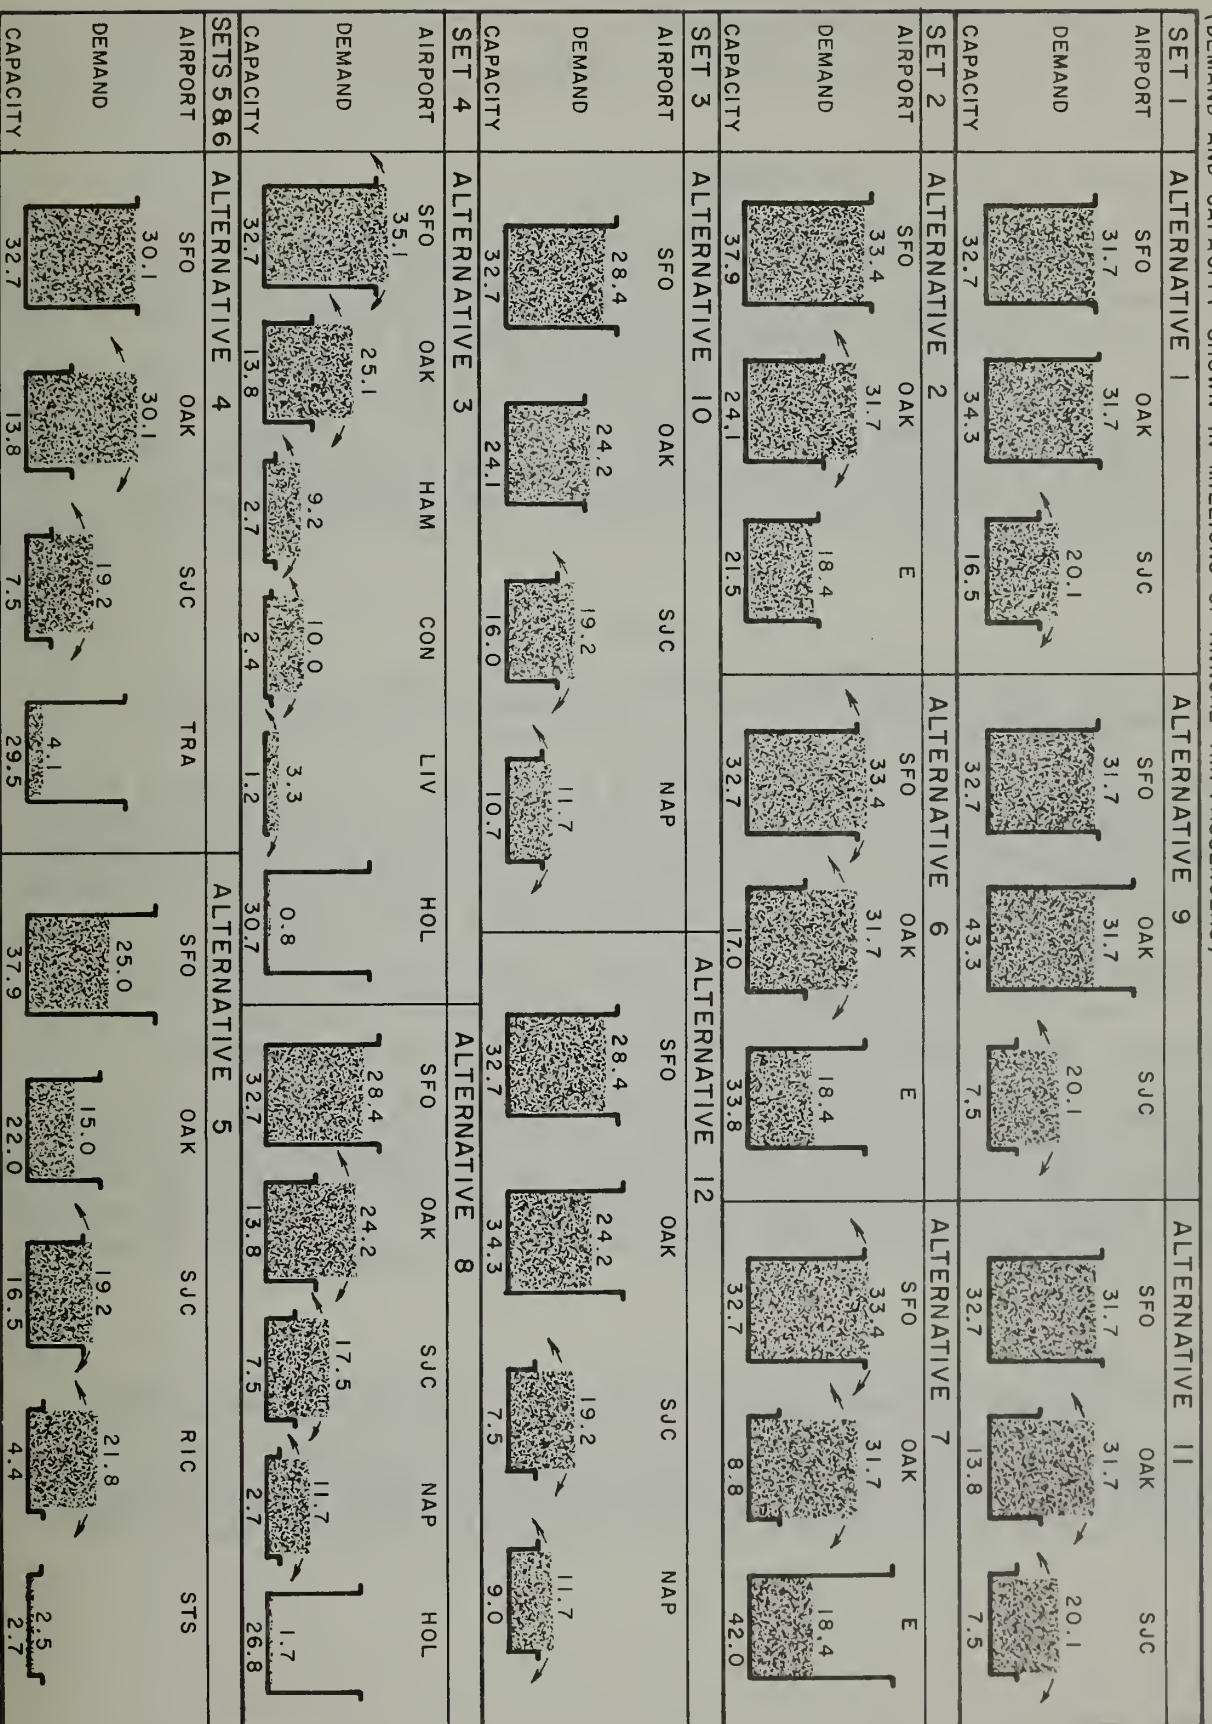 (DEMAND AND CAPACITY SHOWN IN MILLIONS OF ANNUAL AIR PASSENGERS)
SET 1 ALTERNATIVE 1 ALTERNATIVE 9 ALTERNATIVE 11
AIRPORT SFO OAK SJC SFO OAK SJC SFO OAK SJC
DEMAND 31.7 31.7 20.1 31.7 31.7 20.1 31.7 31.7 20.1
CAPACITY 32.7 34.3 16.5 32.7 43.3 7.5 32.7 13.8 7.5
SET 2 ALTERNATIVE 2 ALTERNATIVE 6 ALTERNATIVE 7
AIRPORT SFO OAK E SFO OAK E SFO OAK E
DEMAND 33.4 31.7 18.4 33.4 31.7 18.4 33.4 31.7 18.4
CAPACITY 37.9 24.1 21.5 32.7 17.0 33.8 32.7 8.8 42.0
SET 3 ALTERNATIVE 10 ALTERNATIVE 12
AIRPORT SFO OAK SJC NAP SFO OAK SJC NAP
DEMAND 28.4 24.2 19.2 11.7 28.4 24.2 19.2 11.7
CAPACITY 32.7 24.1 16.0 10.7 32.7 34.3 7.5 9.0
SET 4 ALTERNATIVE 3 ALTERNATIVE 8
AIRPORT SFO OAK HAM CON LIV HOL SFO OAK SJC NAP HOL
DEMAND 35.1 25.1 9.2 10.0 3.3 0.8 28.4 24.2 17.5 11.7 1.7
CAPACITY 32.7 13.8 2.7 2.4 1.2 30.7 32.7 13.8 7.5 2.7 26.8
SETS 5&6 ALTERNATIVE 4 ALTERNATIVE 5
AIRPORT SFO OAK SJC TRA SFO OAK SJC RIC STS
DEMAND 30.1 30.1 19.2 4.1 25.0 15.0 19.2 21.8 2.5
CAPACITY 32.7 13.8 7.5 29.5 37.9 22.0 16.5 4.4 2.7